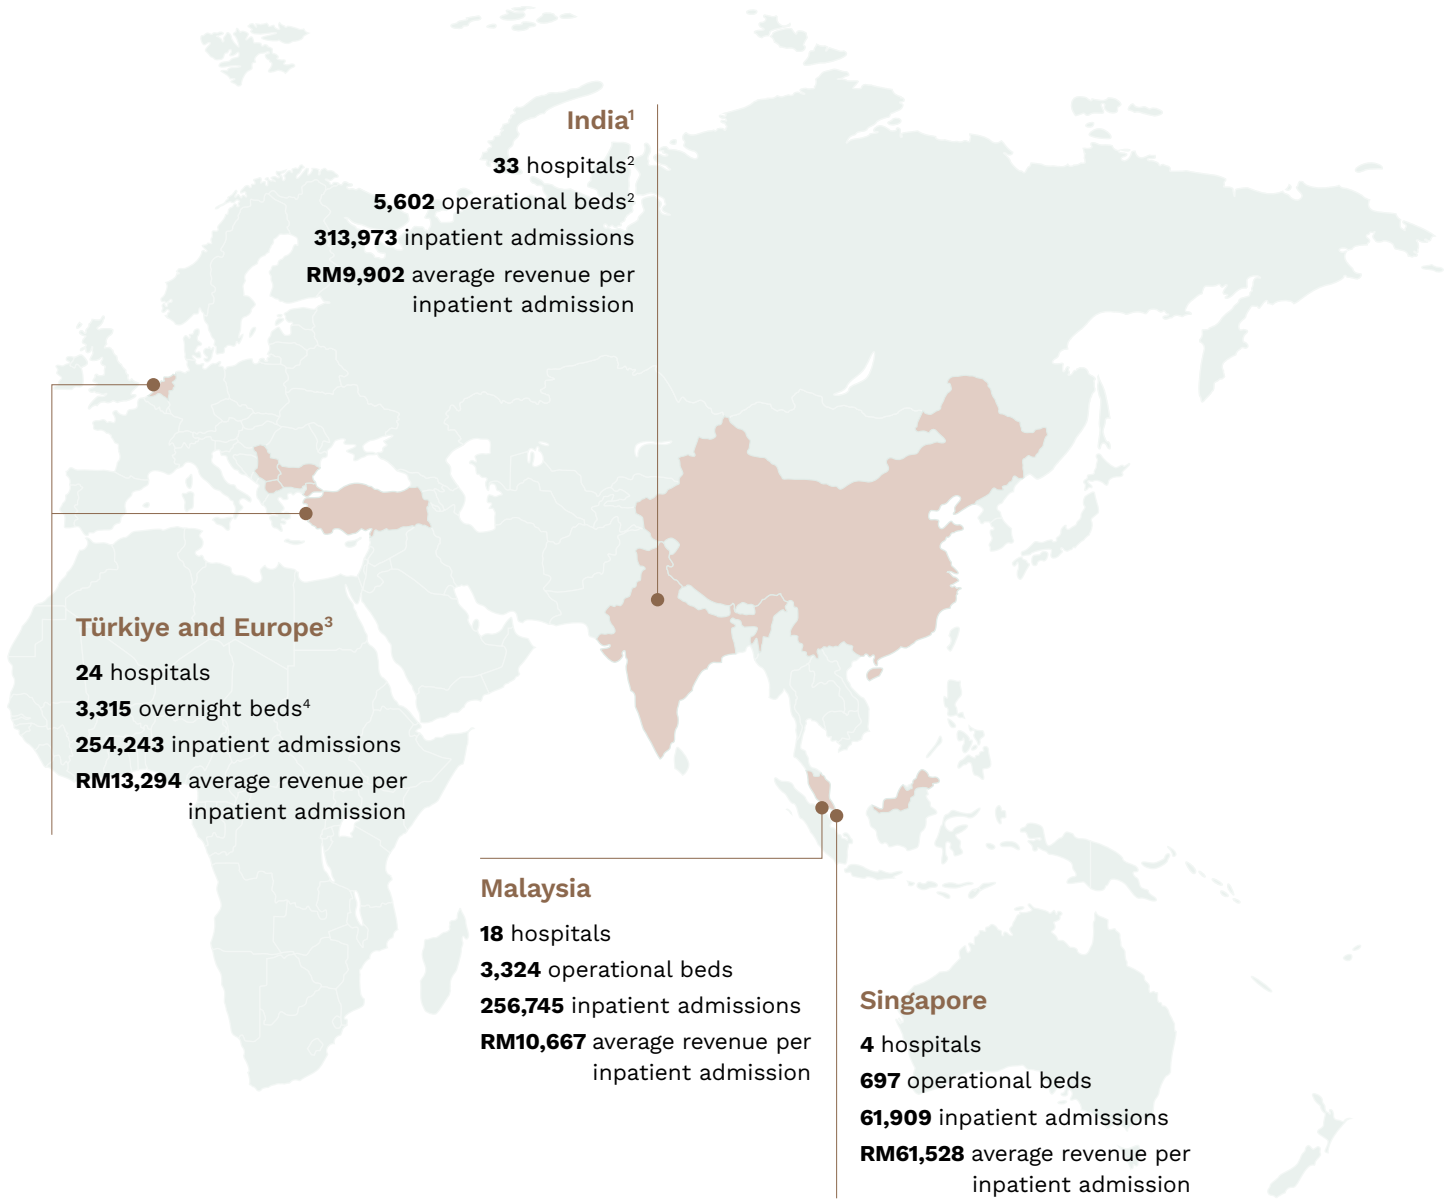 India¹
33 hospitals²
5,602 operational beds²
313,973 inpatient admissions
RM9,902 average revenue per
inpatient admission
Türkiye and Europe³
24 hospitals
3,315 overnight beds⁴
254,243 inpatient admissions
RM13,294 average revenue per
inpatient admission
Malaysia
18 hospitals
3,324 operational beds
256,745 inpatient admissions
RM10,667 average revenue per
inpatient admission
Singapore
4 hospitals
697 operational beds
61,909 inpatient admissions
RM61,528 average revenue per
inpatient admission